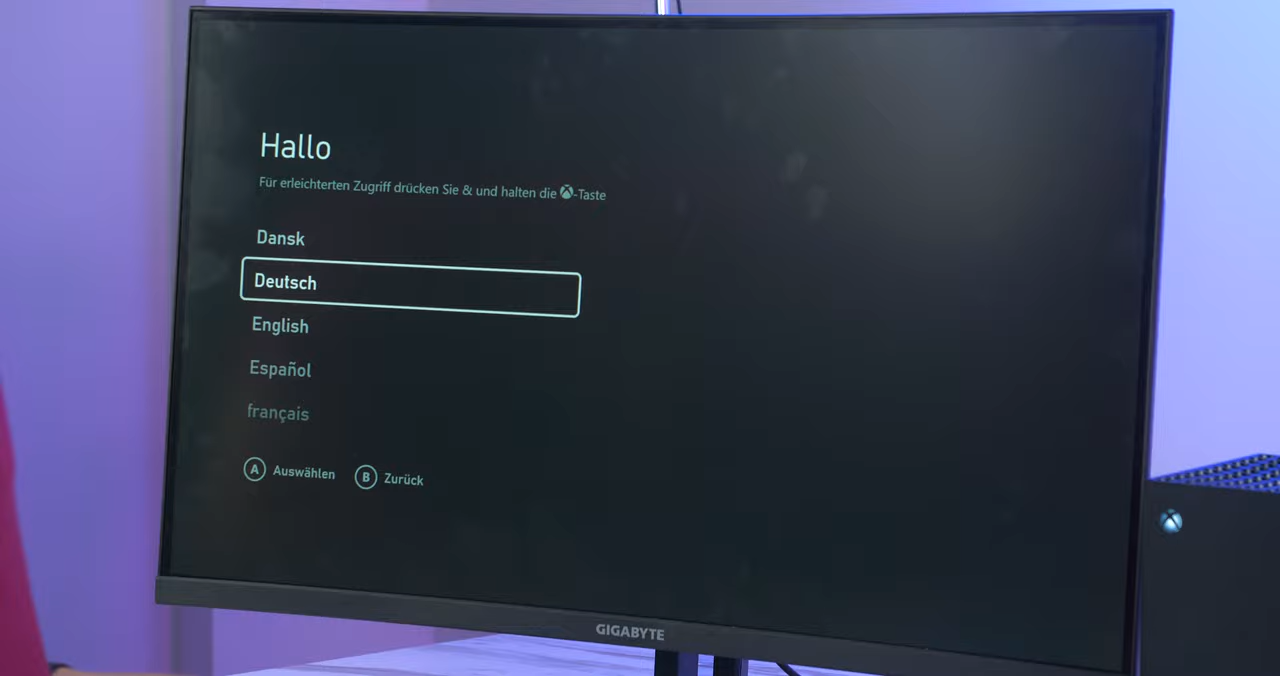 Hallo
Für erleichterten Zugriff drücken Sie & und halten die -Taste
Dansk
Deutsch
English
Español
français
A Auswählen B Zurück
GIGABYTE